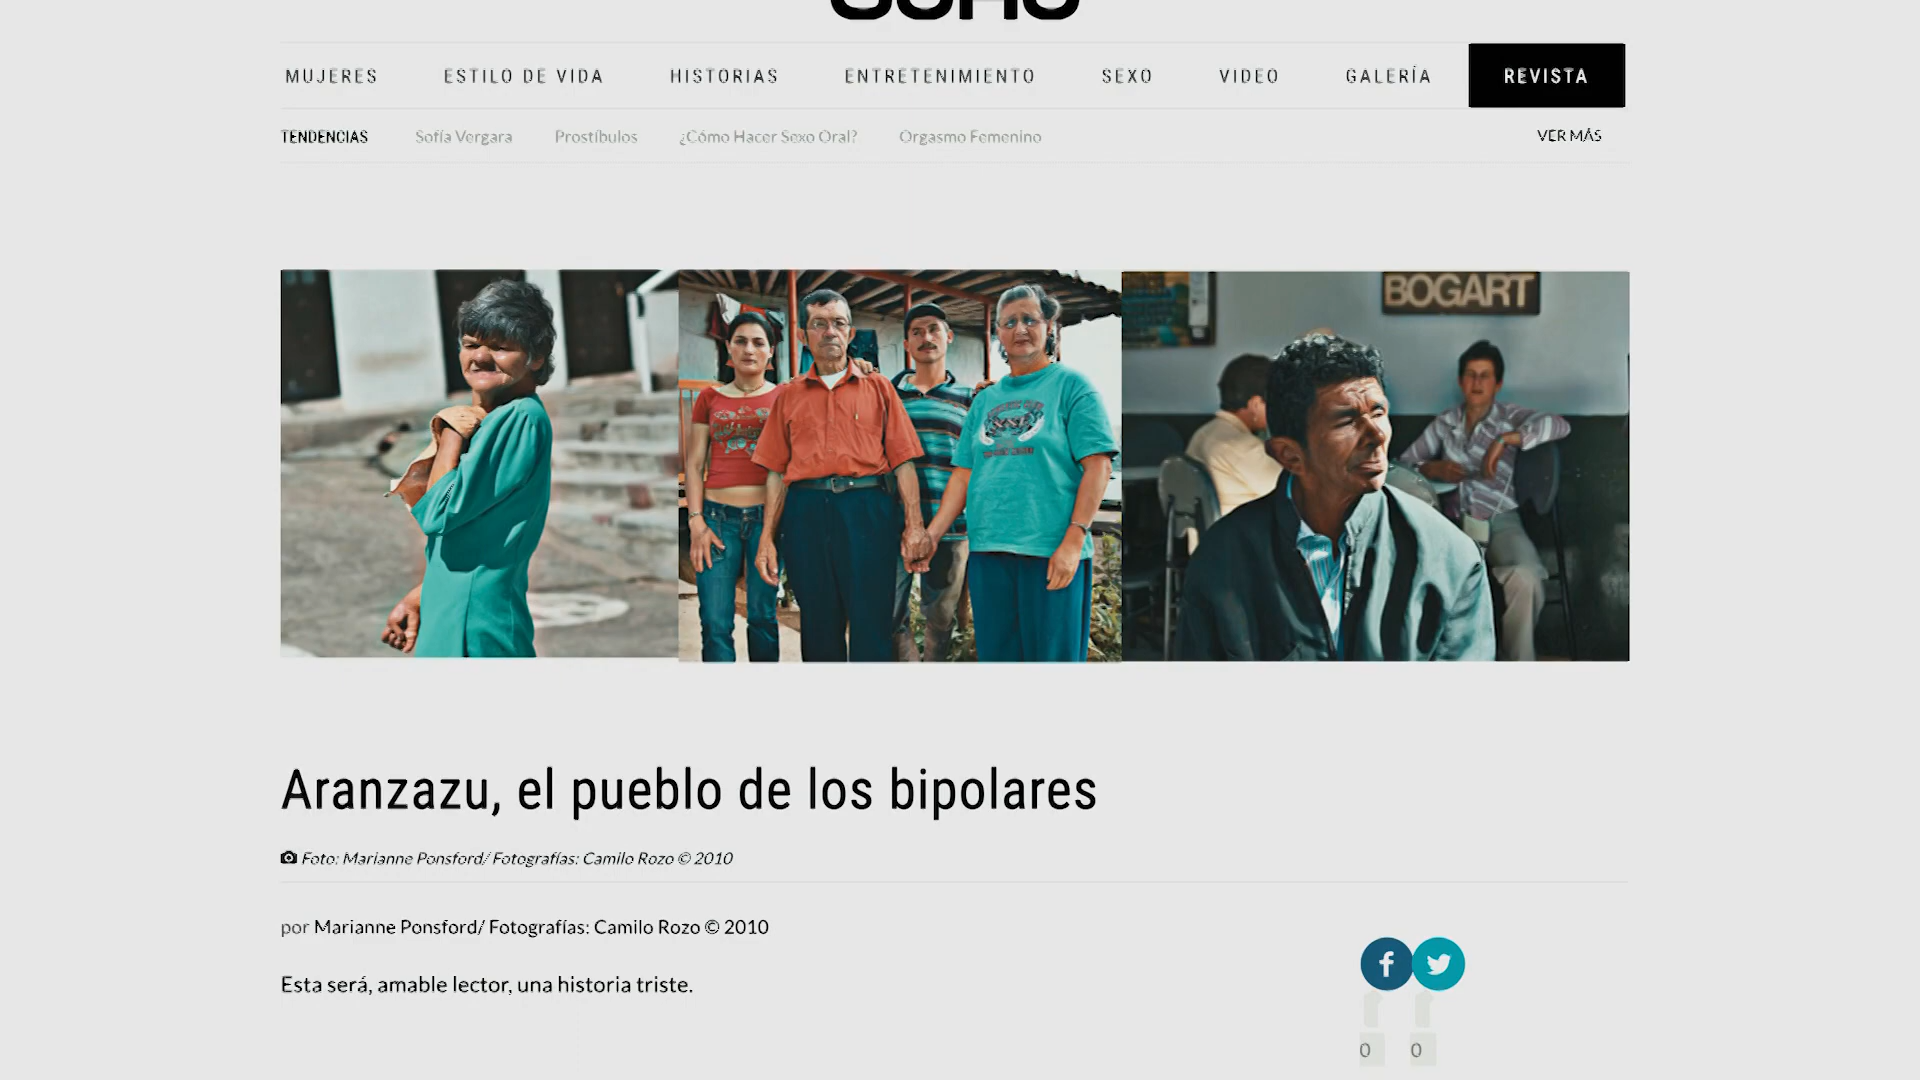 SOHO
MUJERES ESTILO DE VIDA HISTORIAS ENTRETENIMIENTO SEXO VIDEO GALERÍA REVISTA
TENDENCIAS Sofía Vergara Prostíbulos ¿Cómo Hacer Sexo Oral? Orgasmo Femenino VER MÁS
BOGART
Aranzazu, el pueblo de los bipolares
Foto: Marianne Ponsford/ Fotografías: Camilo Rozo © 2010
por Marianne Ponsford/ Fotografías: Camilo Rozo © 2010
Esta será, amable lector, una historia triste.
0 0